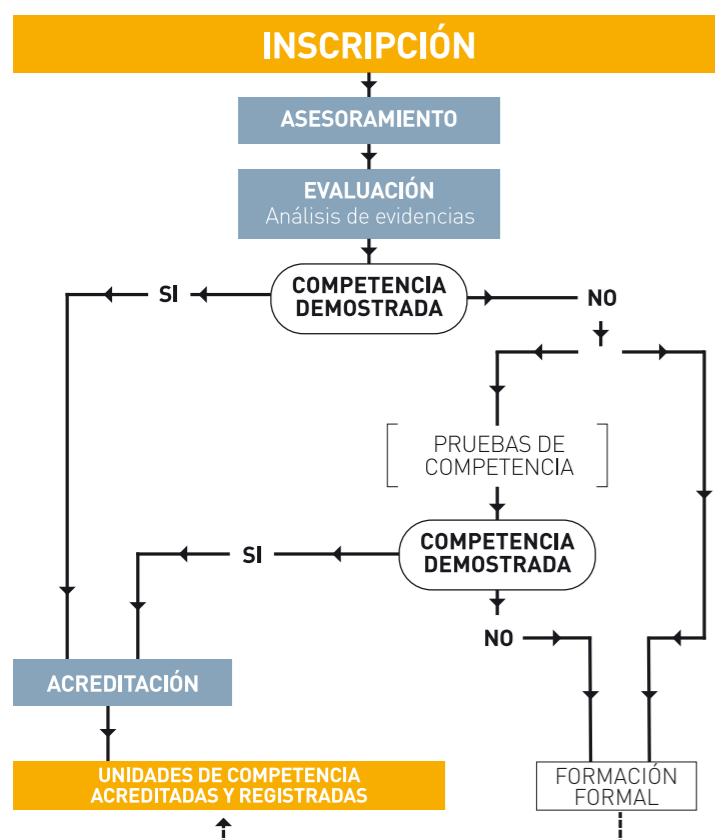 INSCRIPCIÓN
ASESORAMIENTO
EVALUACIÓN
Análisis de evidencias
COMPETENCIA
DEMOSTRADA
SI
NO
PRUEBAS DE
COMPETENCIA
COMPETENCIA
DEMOSTRADA
SI
NO
ACREDITACIÓN
UNIDADES DE COMPETENCIA
ACREDITADAS Y REGISTRADAS
FORMACIÓN
FORMAL